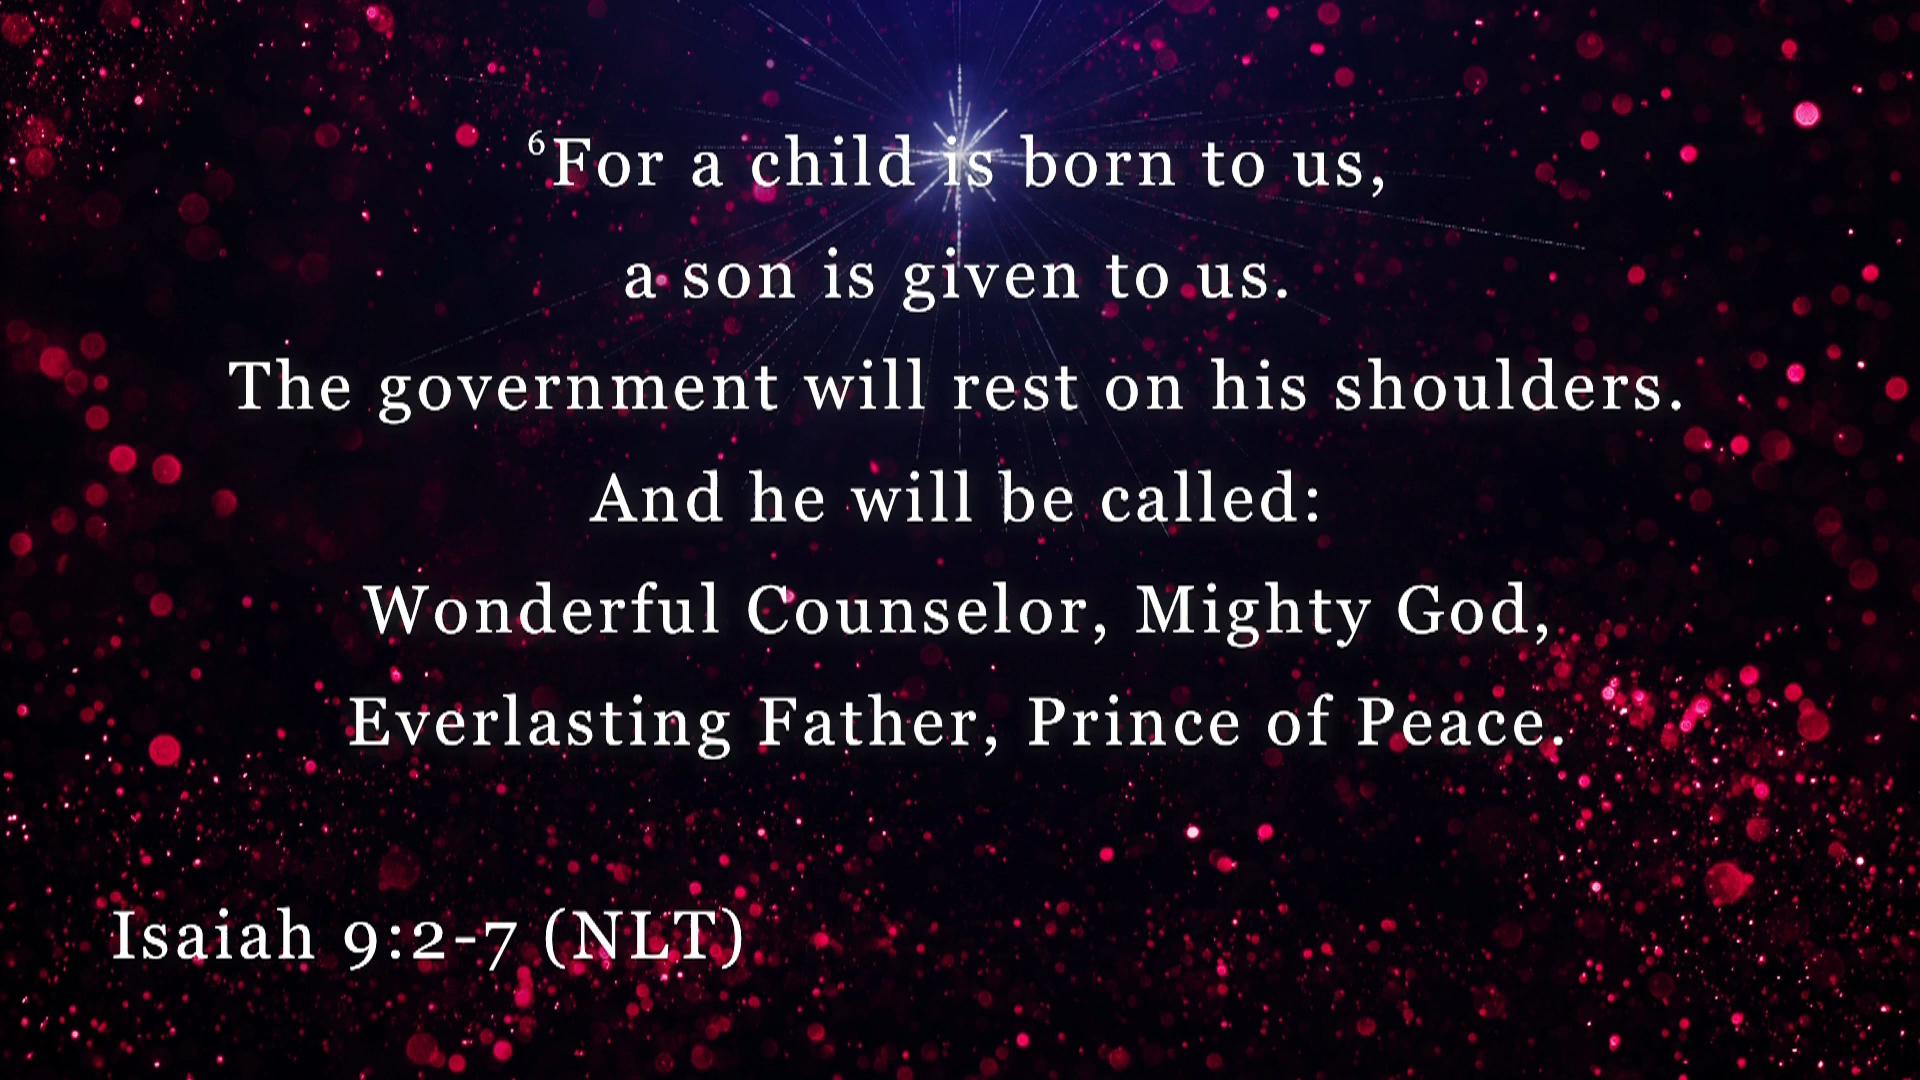 ⁶For a child is born to us,
a son is given to us.
The government will rest on his shoulders.
And he will be called:
Wonderful Counselor, Mighty God,
Everlasting Father, Prince of Peace.
Isaiah 9:2-7 (NLT)